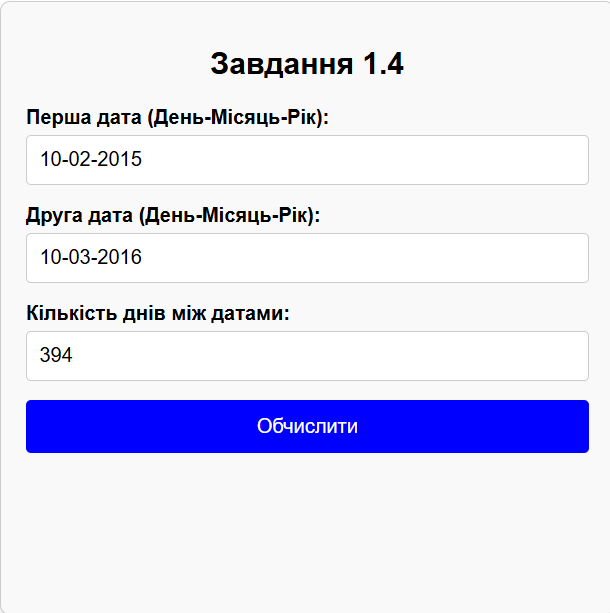 Завдання 1.4
Перша дата (День-Місяць-Рік):
10-02-2015
Друга дата (День-Місяць-Рік):
10-03-2016
Кількість днів між датами:
394
Обчислити